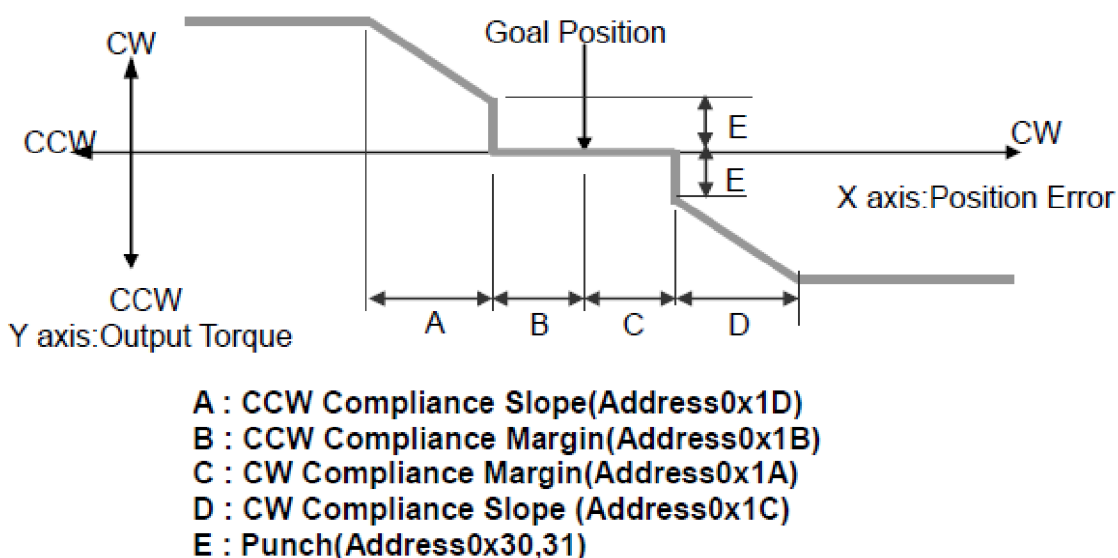 Goal Position
CW
CCW
E
CW
E
X axis:Position Error
CCW
Y axis:Output Torque
A
B
C
D
A : CCW Compliance Slope(Address0x1D)
B : CCW Compliance Margin(Address0x1B)
C : CW Compliance Margin(Address0x1A)
D : CW Compliance Slope (Address0x1C)
E : Punch(Address0x30,31)